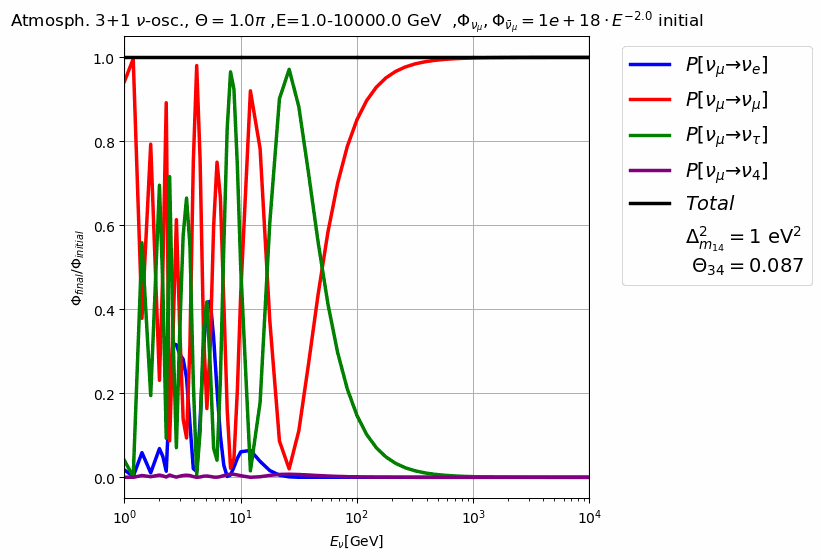 Atmosph. 3+1 ν-osc., Θ = 1.0π ,E=1.0-10000.0 GeV ,Φ_{ν_μ}, Φ_{ν̄_μ} = 1e + 18 · E^{−2.0} initial
P[ν_μ→ν_e]
P[ν_μ→ν_μ]
P[ν_μ→ν_τ]
P[ν_μ→ν_4]
Total
Δ^2_{m_{14}} = 1 eV^2
Θ_{34} = 0.087
Φ_{final}/Φ_{initial}
1.0
0.8
0.6
0.4
0.2
0.0
10^0 10^1 10^2 10^3 10^4
E_ν[GeV]